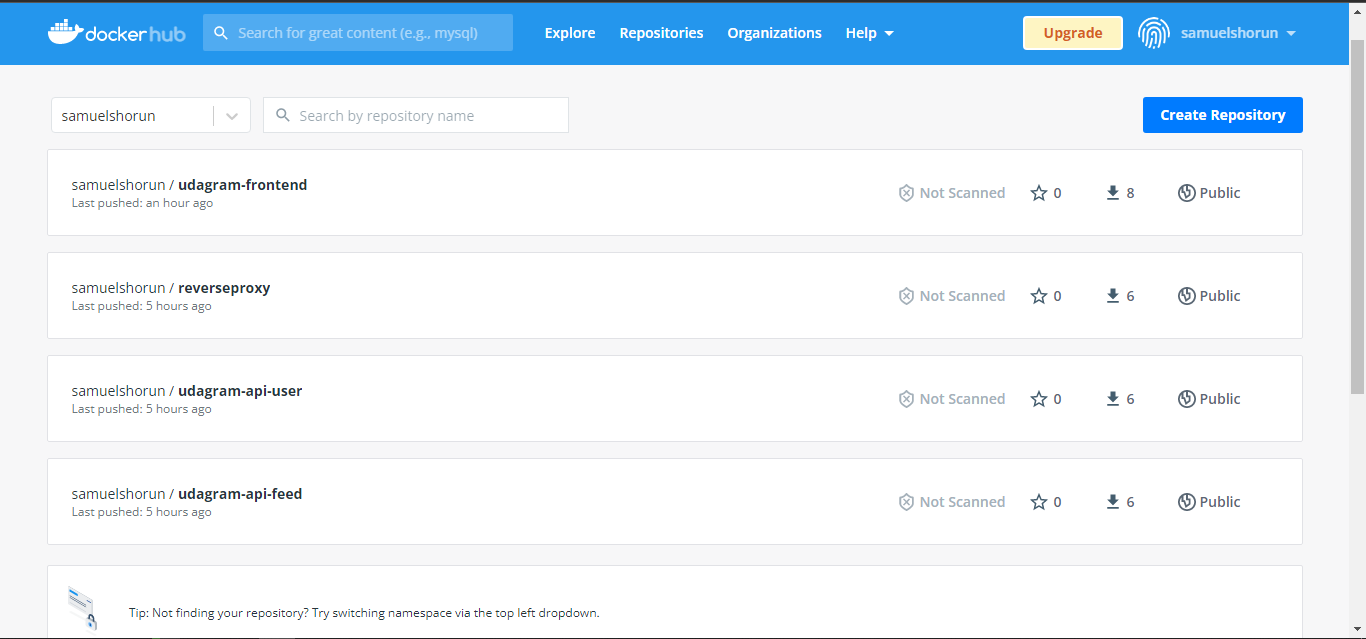 dockerhub Search for great content (e.g., mysql) Explore Repositories Organizations Help Upgrade samuelshorun
samuelshorun Search by repository name Create Repository
samuelshorun / udagram-frontend
Last pushed: an hour ago
Not Scanned 0 8 Public
samuelshorun / reverseproxy
Last pushed: 5 hours ago
Not Scanned 0 6 Public
samuelshorun / udagram-api-user
Last pushed: 5 hours ago
Not Scanned 0 6 Public
samuelshorun / udagram-api-feed
Last pushed: 5 hours ago
Not Scanned 0 6 Public
Tip: Not finding your repository? Try switching namespace via the top left dropdown.